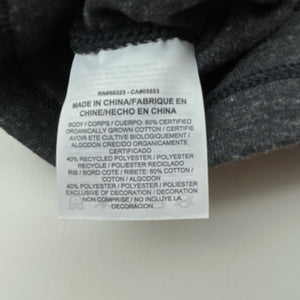 RN#56323 - CA#05553
MADE IN CHINA/FABRIQUE EN
CHINE/HECHO EN CHINA
BODY / CORPS / CUERPO: 60% CERTIFIED
ORGANICALLY GROWN COTTON / CERTIFIE
AVOIR ETE CULTIVE BIOLOGIQUEMENT /
ALGODON CRECIDO ORGANICAMENTE
CERTIFICADO
40% RECYCLED POLYESTER / POLYESTER
RECYCLE / POLIESTER RECICLADO
RIB / BORD COTE / RIBETE: 60% COTTON /
COTON / ALGODON
40% POLYESTER / POLYESTER / POLIESTER
EXCLUSIVE OF DECORATION / DECORATION
NON COMPRISE / NO INCLUYE LA
DECORACION